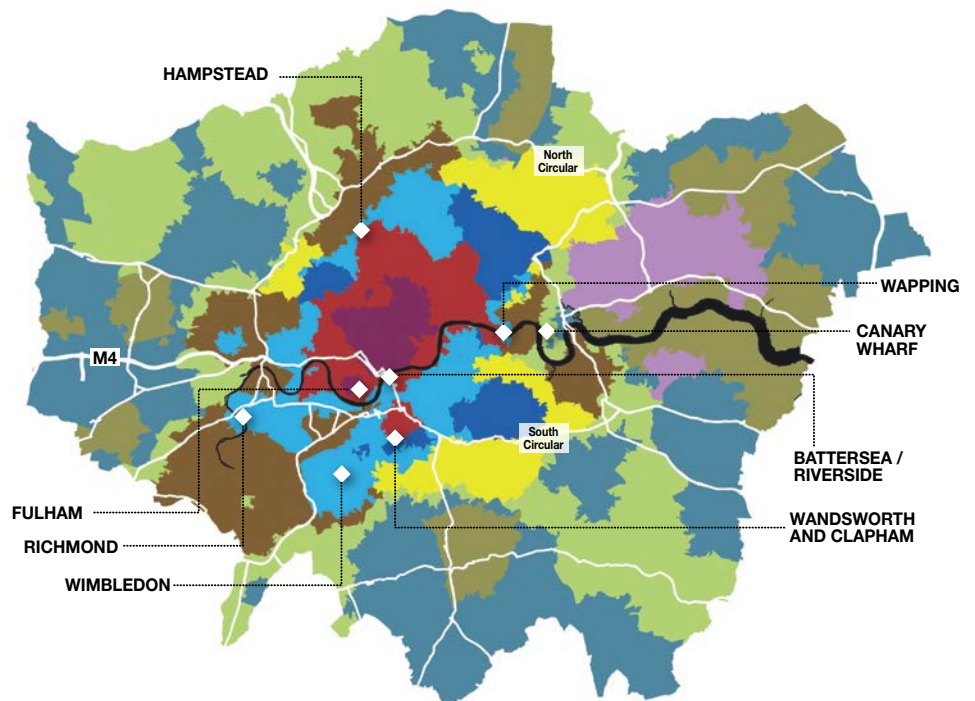 HAMPSTEAD
North
Circular
WAPPING
CANARY
WHARF
M4
South
Circular
BATTERSEA /
RIVERSIDE
FULHAM
WANDSWORTH
AND CLAPHAM
RICHMOND
WIMBLEDON